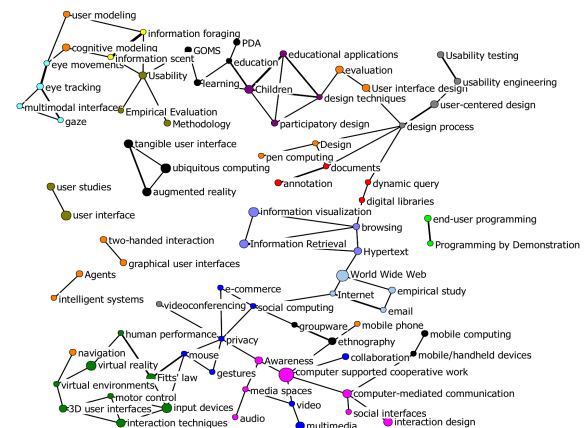 user modeling
information foraging
PDA
cognitive modeling
GOMS
educational applications
Usability testing
information scent
eye movements
education
evaluation
Usability
learning
Children
User interface design
usability engineering
eye tracking
design techniques
multimodal interfaces
Empirical Evaluation
user-centered design
gaze
Methodology
participatory design
design process
tangible user interface
Design
pen computing
ubiquitous computing
documents
augmented reality
annotation
dynamic query
user studies
digital libraries
user interface
information visualization
end-user programming
browsing
two-handed interaction
Information Retrieval
Hypertext
Programming by Demonstration
graphical user interfaces
Agents
World Wide Web
e-commerce
empirical study
intelligent systems
Internet
videoconferencing
social computing
email
groupware
mobile phone
human performance
privacy
ethnography
mobile computing
navigation
mouse
Awareness
collaboration
mobile/handheld devices
virtual reality
gestures
computer supported cooperative work
Fitts' law
virtual environments
media spaces
computer-mediated communication
motor control
3D user interfaces
input devices
video
social interfaces
audio
interaction techniques
multimedia
interaction design